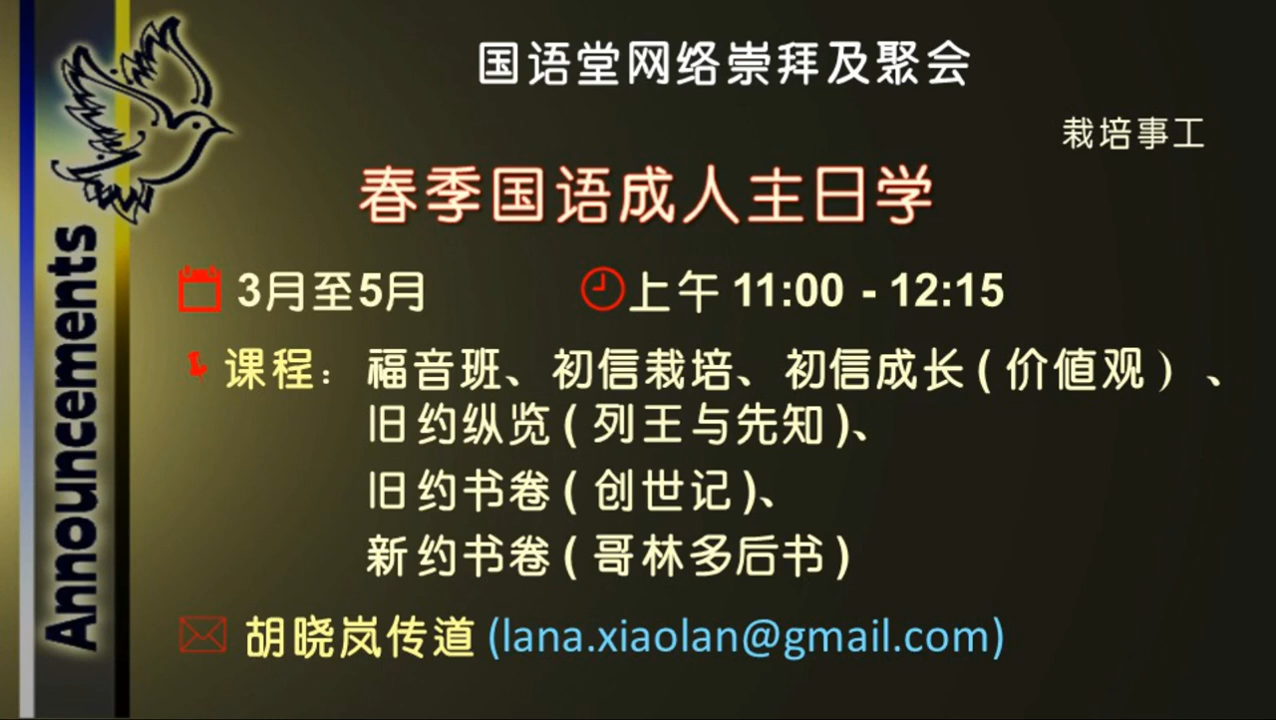 国语堂网络崇拜及聚会
栽培事工
春季国语成人主日学
3月至5月 上午 11:00 - 12:15
课程: 福音班、初信栽培、初信成长 ( 价值观） 、
旧约纵览 ( 列王与先知 )、
旧约书卷 ( 创世记 )、
新约书卷 ( 哥林多后书 )
胡晓岚传道 (lana.xiaolan@gmail.com)
Announcements